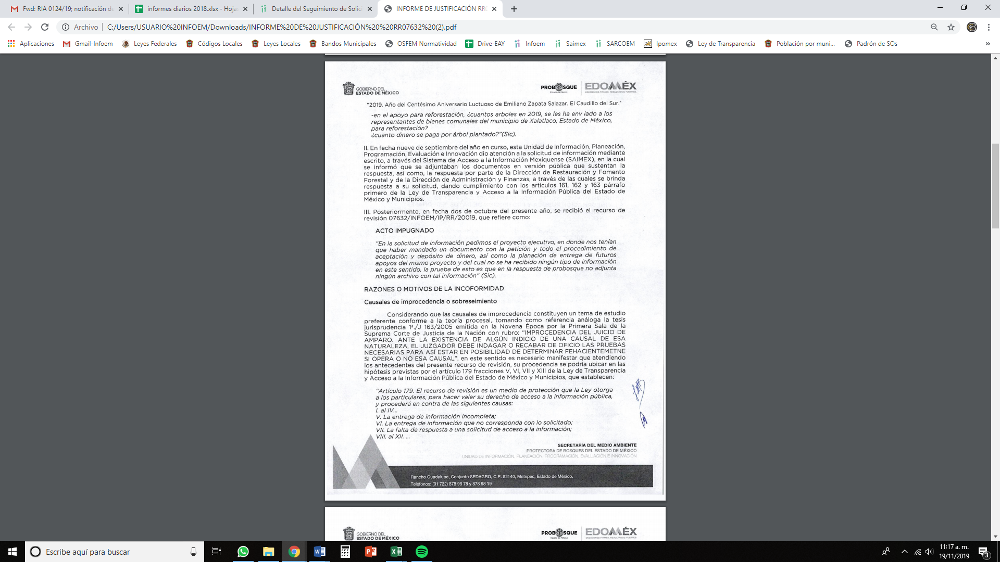 Fwd: RIA 0124/19; notificación de
informes diarios 2018.xlsx - Hojas
Detalle del Seguimiento de Solici
INFORME DE JUSTIFICACIÓN RR0
Archivo
C:/Users/USUARIO%20INFOEM/Downloads/INFORME%20DE%20JUSTIFICACIÓN%20%20RR07632%20(2).pdf
Aplicaciones
Gmail-Infoem
Leyes Federales
Códigos Locales
Leyes Locales
Bandos Municipales
OSFEM Normatividad
Drive-EAY
Infoem
Saimex
SARCOEM
Ipomex
Ley de Transparencia
Población por muni...
Padrón de SOs
»
GOBIERNO DEL
ESTADO DE MÉXICO
PROBOSQUE
Estado de México
EDOMÉX
DECISIONES FIRMES, RESULTADOS FUERTES.
"2019. Año del Centésimo Aniversario Luctuoso de Emiliano Zapata Salazar. El Caudillo del Sur."
-en el apoyo para reforestación, ¿cuantos arboles en 2019, se les ha env iado a los
representantes de bienes comunales del municipio de Xalatlaco, Estado de México,
para reforestación?
¿cuanto dinero se paga por árbol plantado?"(Sic).
II. En fecha nueve de septiembre del año en curso, esta Unidad de Información, Planeación,
Programación, Evaluación e Innovación dio atención a la solicitud de información mediante
escrito, a través del Sistema de Acceso a la Información Mexiquense (SAIMEX), en la cual
se informó que se adjuntaban los documentos en versión pública que sustentan la
respuesta, así como, la respuesta por parte de la Dirección de Restauración y Fomento
Forestal y de la Dirección de Administración y Finanzas, a través de las cuales se brinda
respuesta a su solicitud, dando cumplimiento con los artículos 161, 162 y 163 párrafo
primero de la Ley de Transparencia y Acceso a la Información Pública del Estado de
México y Municipios.
III. Posteriormente, en fecha dos de octubre del presente año, se recibió el recurso de
revisión 07632/INFOEM/IP/RR/20019, que refiere como:
ACTO IMPUGNADO
"En la solicitud de información pedimos el proyecto ejecutivo, en donde nos tenían
que haber mandado un documento con la petición y todo el procedimiento de
aceptación y depósito de dinero, así como la planación de entrega de futuros
apoyos del mismo proyecto y del cual no se ha recibido ningún tipo de información
en este sentido, la prueba de esto es que en la respuesta de probosque no adjunta
ningún archivo con tal información" (Sic).
RAZONES O MOTIVOS DE LA INCOFORMIDAD
Causales de improcedencia o sobreseimiento
Considerando que las causales de improcedencia constituyen un tema de estudio
preferente conforme a la teoría procesal, tomando como referencia análoga la tesis
jurisprudencia 1ª./J 163/2005 emitida en la Novena Época por la Primera Sala de la
Suprema Corte de Justicia de la Nación con rubro: "IMPROCEDENCIA DEL JUICIO DE
AMPARO. ANTE LA EXISTENCIA DE ALGÚN INDICIO DE UNA CAUSAL DE ESA
NATURALEZA, EL JUZGADOR DEBE INDAGAR O RECABAR DE OFICIO LAS PRUEBAS
NECESARIAS PARA ASÍ ESTAR EN POSIBILIDAD DE DETERMINAR FEHACIENTEMETNE
SI OPERA O NO ESA CAUSAL", en este sentido es necesario manifestar que atendiendo
los antecedentes del presente recurso de revisión, su procedencia se podría ubicar en las
hipótesis previstas por el artículo 179 fracciones V, VI, VII y XIII de la Ley de Transparencia
y Acceso a la Información Pública del Estado de México y Municipios, que establecen:
"Artículo 179. El recurso de revisión es un medio de protección que la Ley otorga
a los particulares, para hacer valer su derecho de acceso a la información pública,
y procederá en contra de las siguientes causas:
I. al IV...
V. La entrega de información incompleta;
VI. La entrega de información que no corresponda con lo solicitado;
VII. La falta de respuesta a una solicitud de acceso a la información;
VIII. al XII. ...
SECRETARÍA DEL MEDIO AMBIENTE
PROTECTORA DE BOSQUES DEL ESTADO DE MÉXICO
UNIDAD DE INFORMACIÓN, PLANEACIÓN, PROGRAMACIÓN, EVALUACIÓN E INNOVACIÓN
Rancho Guadalupe, Conjunto SEDAGRO, C.P. 52140, Metepec, Estado de México.
Teléfonos: (01 722) 878 98 78 y 878 98 19
GOBIERNO DEL
ESTADO DE MÉXICO
PROBOSQUE
Estado de México
EDOMÉX
DECISIONES FIRMES, RESULTADOS FUERTES.
Escribe aquí para buscar
11:17 a. m.
19/11/2019
3